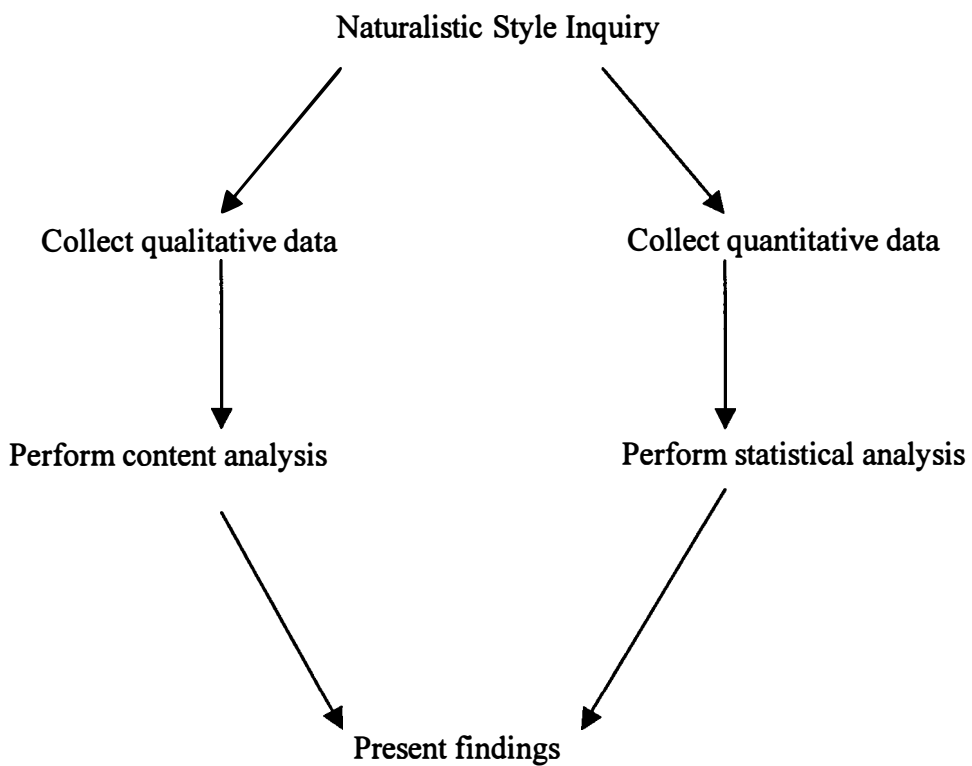 Naturalistic Style Inquiry
Collect qualitative data
Collect quantitative data
Perform content analysis
Perform statistical analysis
Present findings